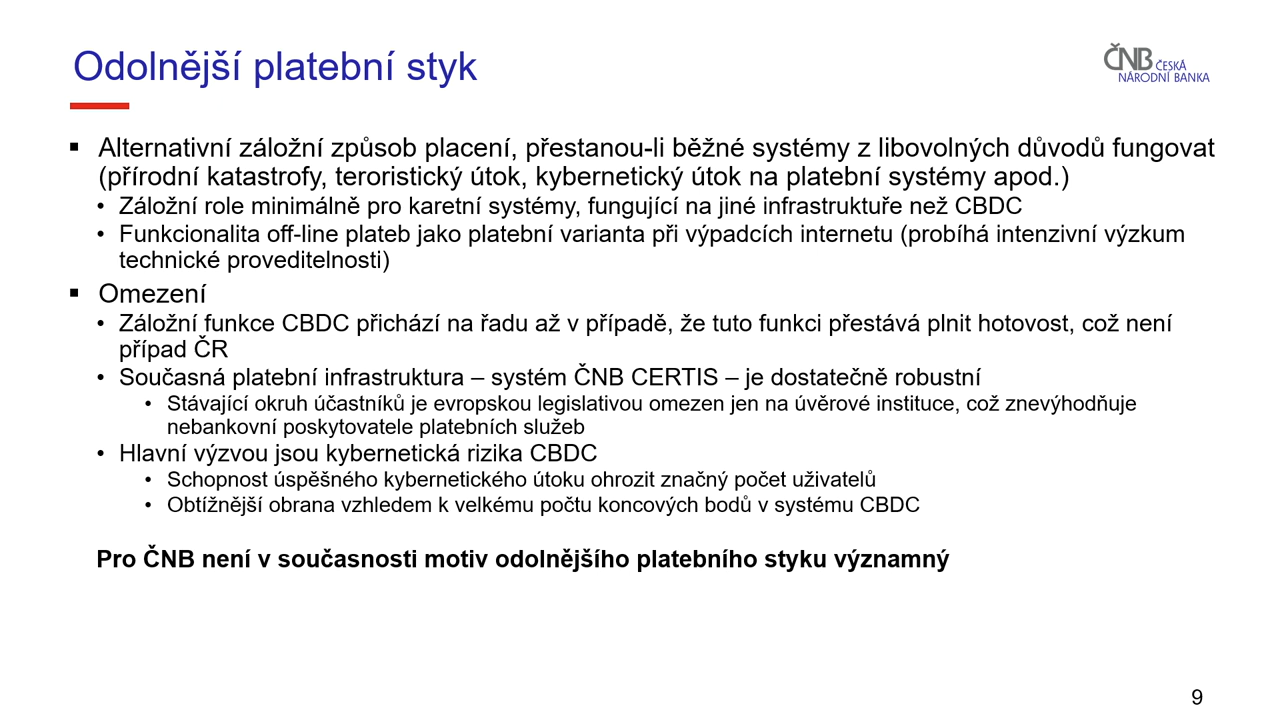 Odolnější platební styk
ČNB ČESKÁ
NÁRODNÍ BANKA
▪ Alternativní záložní způsob placení, přestanou-li běžné systémy z libovolných důvodů fungovat
(přírodní katastrofy, teroristický útok, kybernetický útok na platební systémy apod.)
• Záložní role minimálně pro karetní systémy, fungující na jiné infrastruktuře než CBDC
• Funkcionalita off-line plateb jako platební varianta při výpadcích internetu (probíhá intenzivní výzkum
technické proveditelnosti)
▪ Omezení
• Záložní funkce CBDC přichází na řadu až v případě, že tuto funkci přestává plnit hotovost, což není
případ ČR
• Současná platební infrastruktura – systém ČNB CERTIS – je dostatečně robustní
• Stávající okruh účastníků je evropskou legislativou omezen jen na úvěrové instituce, což znevýhodňuje
nebankovní poskytovatele platebních služeb
• Hlavní výzvou jsou kybernetická rizika CBDC
• Schopnost úspěšného kybernetického útoku ohrozit značný počet uživatelů
• Obtížnější obrana vzhledem k velkému počtu koncových bodů v systému CBDC
Pro ČNB není v současnosti motiv odolnějšího platebního styku významný
9